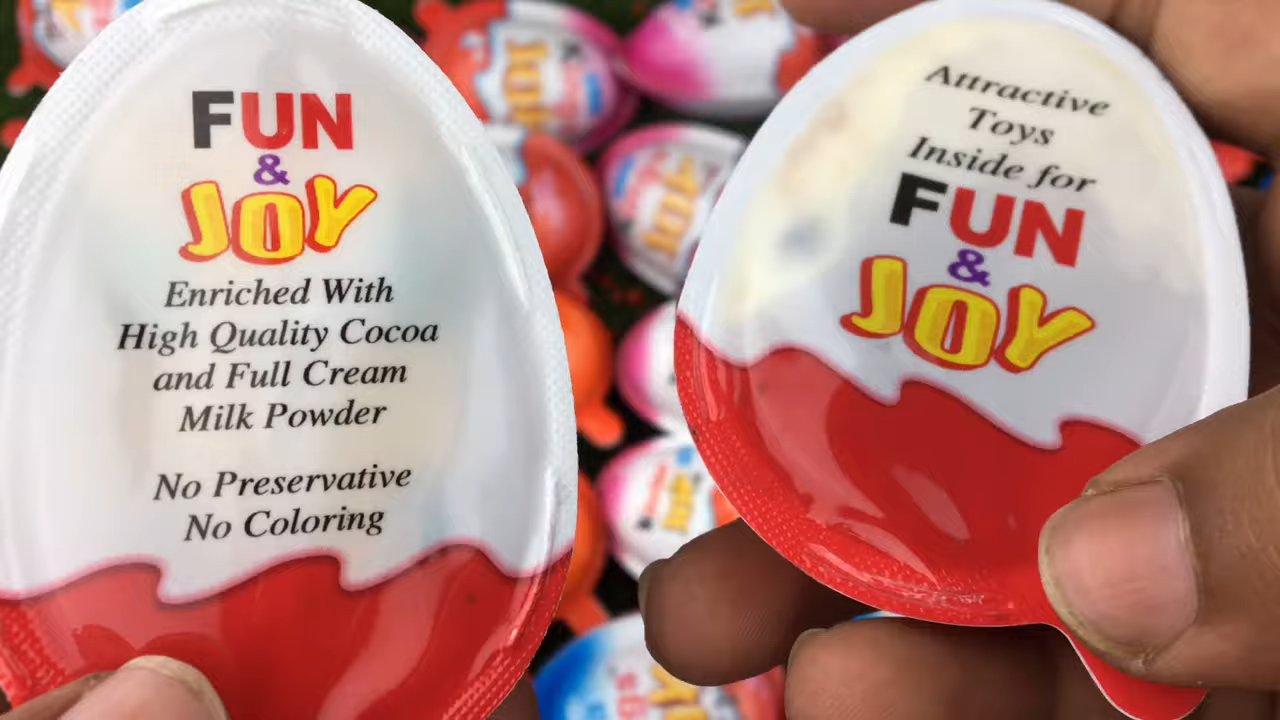 FUN
&
JOY
Enriched With
High Quality Cocoa
and Full Cream
Milk Powder
No Preservative
No Coloring
Attractive
Toys
Inside for
FUN
&
JOY